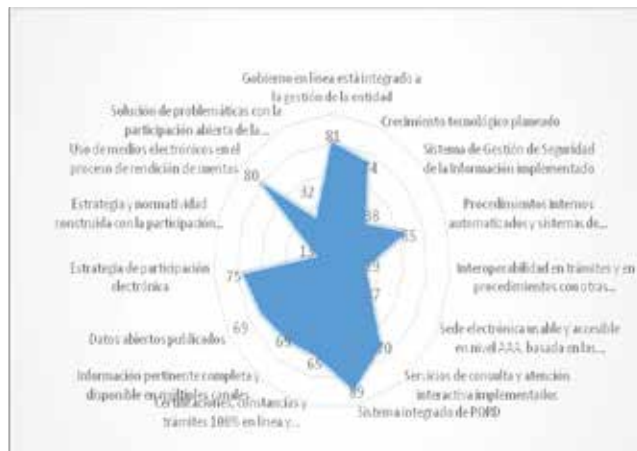 Gobierno en línea está integrado a
la gestión de la entidad
Crecimiento tecnológico planeado
Sistema de Gestión de Seguridad
de la Información implementado
Procedimientos internos
automatizados y sistemas de...
Interoperabilidad en trámites y en
procedimientos con otras...
Sede electrónica usable y accesible
en nivel AAA, basada en las...
Servicios de consulta y atención
interactiva implementados
Sistema integrado de PQRD
Certificaciones, constancias y
trámites 100% en línea y...
Información pertinente completa y
disponible en múltiples canales
Datos abiertos publicados
Estrategia de participación
electrónica
Estrategia y normatividad
construida con la participación...
Uso de medios electrónicos en el
proceso de rendición de cuentas
Solución de problemáticas con la
participación abierta de la...
81
74
38
65
70
89
65
69
69
75
80
32